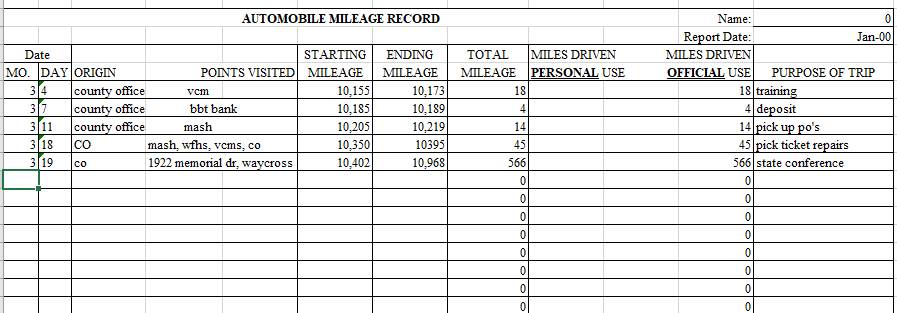 AUTOMOBILE MILEAGE RECORD Name: 0
Report Date: Jan-00
Date STARTING ENDING TOTAL MILES DRIVEN MILES DRIVEN
MO. DAY ORIGIN POINTS VISITED MILEAGE MILEAGE MILEAGE PERSONAL USE OFFICIAL USE PURPOSE OF TRIP
3 4 county office vcm 10,155 10,173 18 18 training
3 7 county office bbt bank 10,185 10,189 4 4 deposit
3 11 county office mash 10,205 10,219 14 14 pick up po's
3 18 CO mash, wfhs, vcms, co 10,350 10395 45 45 pick ticket repairs
3 19 co 1922 memorial dr, waycross 10,402 10,968 566 566 state conference
0 0
0 0
0 0
0 0
0 0
0 0
0 0
0 0